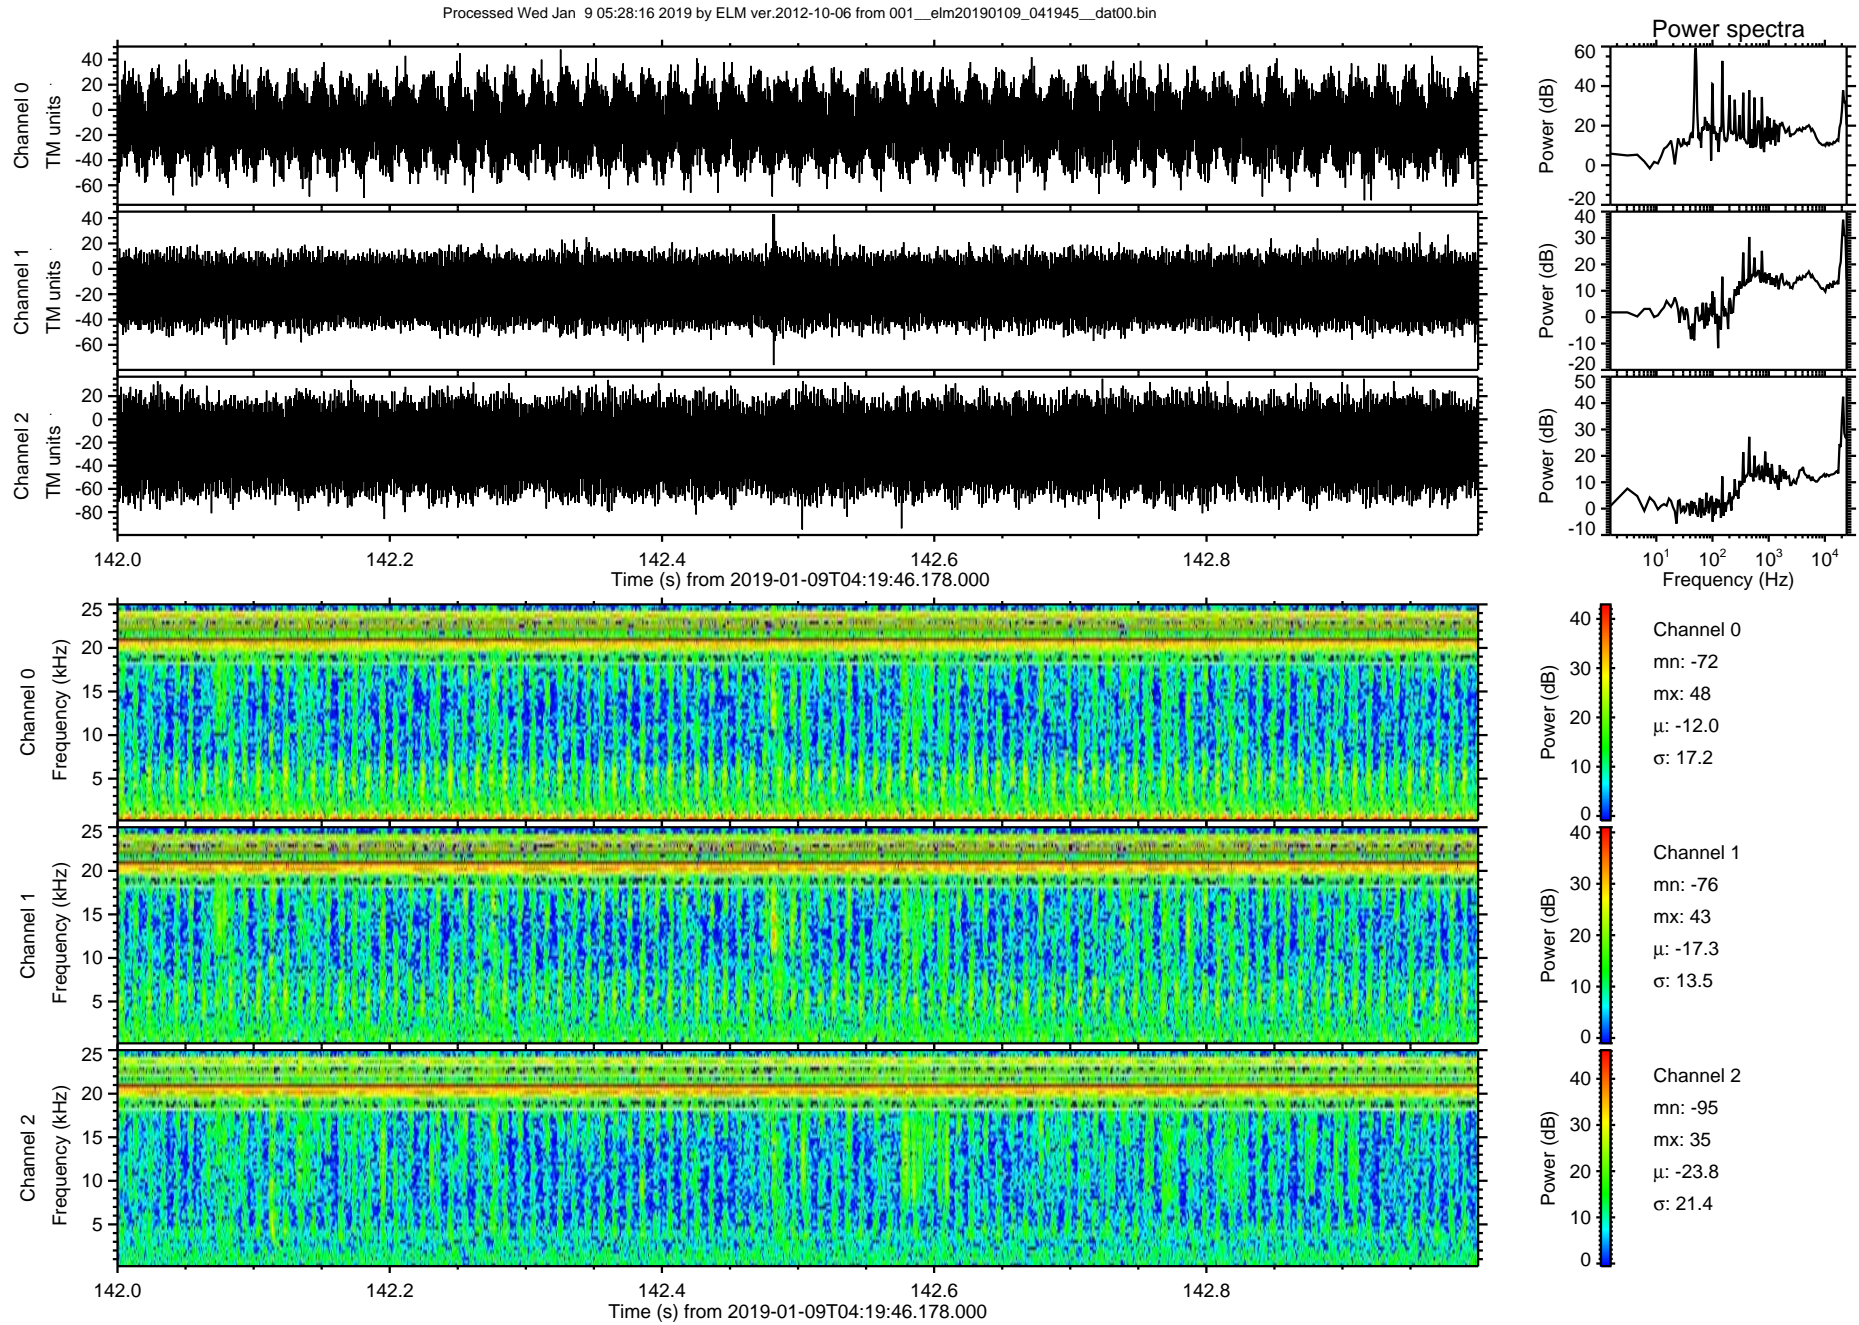 Processed Wed Jan  9 05:28:16 2019 by ELM ver.2012-10-06 from 001__elm20190109_041945__dat00.bin
Power spectra
Channel 0
TM units
40
20
0
-20
-40
-60
Power (dB)
60
40
20
0
-20
Channel 1
TM units
40
20
0
-20
-40
-60
Power (dB)
40
30
20
10
0
-10
-20
Channel 2
TM units
20
0
-20
-40
-60
-80
Power (dB)
50
40
30
20
10
0
-10
142.0 142.2 142.4 142.6 142.8
Time (s) from 2019-01-09T04:19:46.178.000
10^1 10^2 10^3 10^4
Frequency (Hz)
Channel 0
Frequency (kHz)
25
20
15
10
5
Power (dB)
40
30
20
10
0
Channel 0
mn: -72
mx: 48
μ: -12.0
σ: 17.2
Channel 1
Frequency (kHz)
25
20
15
10
5
Power (dB)
40
30
20
10
0
Channel 1
mn: -76
mx: 43
μ: -17.3
σ: 13.5
Channel 2
Frequency (kHz)
25
20
15
10
5
Power (dB)
40
30
20
10
0
Channel 2
mn: -95
mx: 35
μ: -23.8
σ: 21.4
142.0 142.2 142.4 142.6 142.8
Time (s) from 2019-01-09T04:19:46.178.000